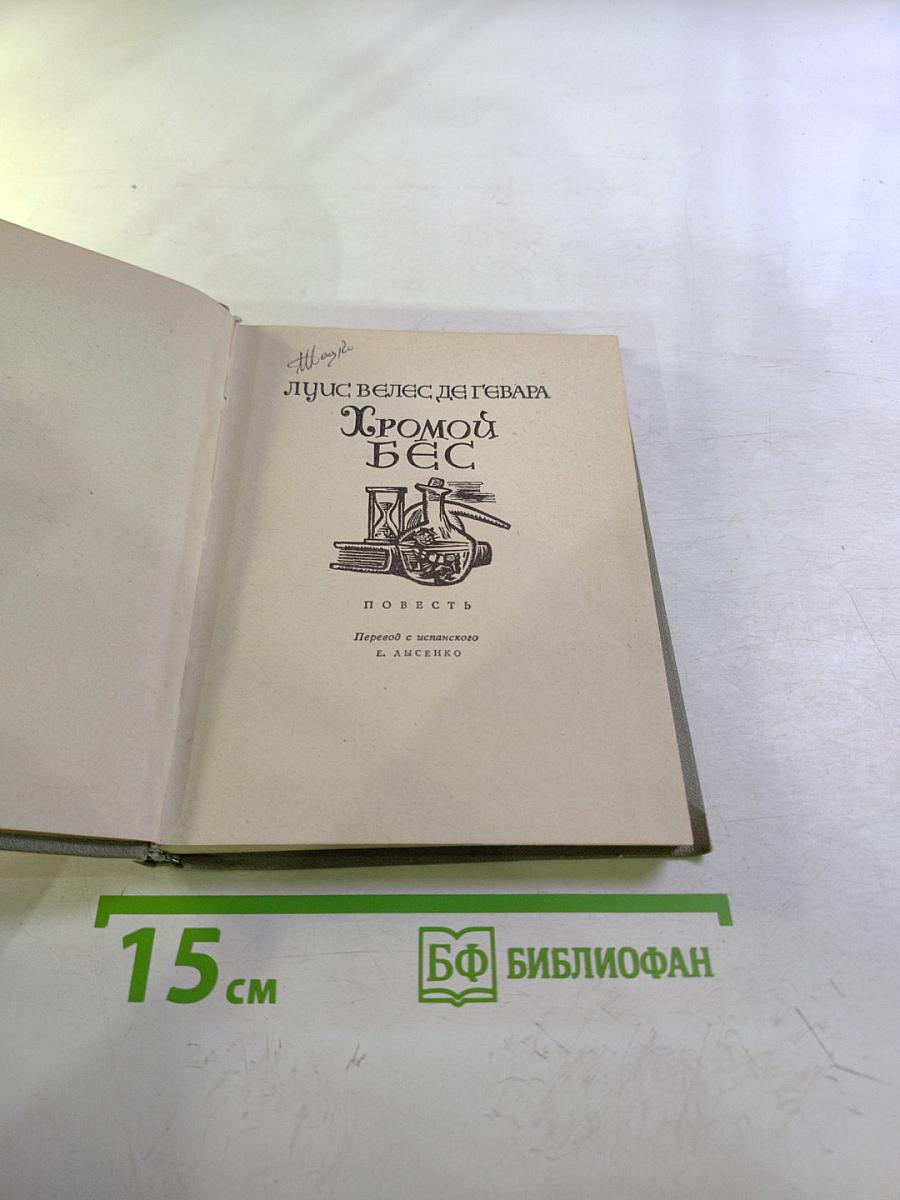 ЛУИС ВЕЛЕС ДЕ ГЕВАРА
ХРОМОЙ
БЕС
ПОВЕСТЬ
Перевод с испанского
Е. ЛЫСЕНКО
15 см
БФ БИБЛИОФАН